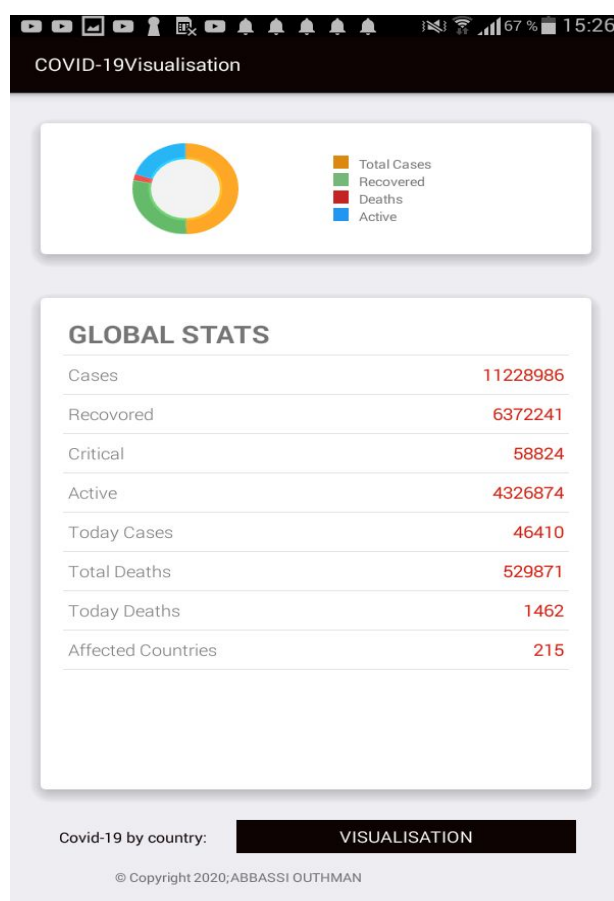 67 % 15:26
COVID-19Visualisation
Total Cases
Recovered
Deaths
Active
GLOBAL STATS
Cases 11228986
Recovored 6372241
Critical 58824
Active 4326874
Today Cases 46410
Total Deaths 529871
Today Deaths 1462
Affected Countries 215
Covid-19 by country: VISUALISATION
© Copyright 2020;ABBASSI OUTHMAN